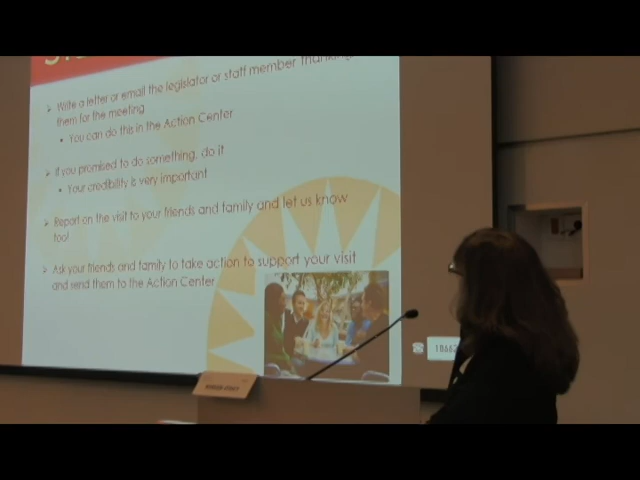 Write a letter or email the legislator or staff member thanking
them for the meeting
You can do this in the Action Center
If you promised to do something, do it
Your credibility is very important
Report on the visit to your friends and family and let us know
too!
Ask your friends and family to take action to support your visit
and send them to the Action Center